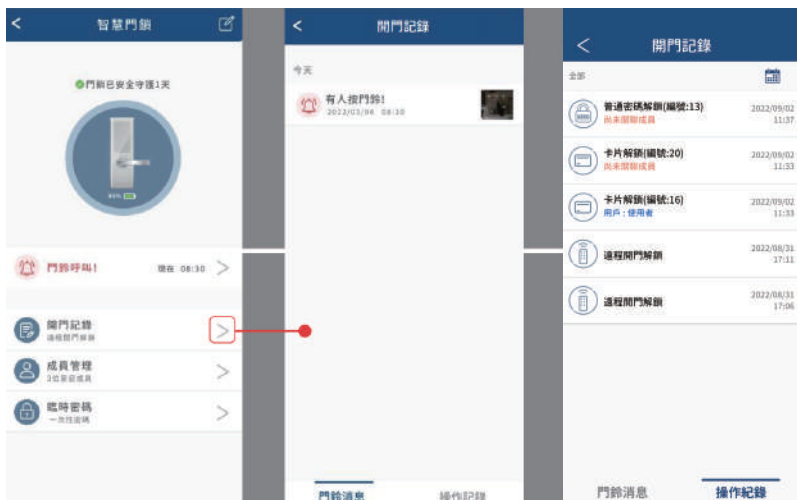 智慧門鎖
門鎖已安全守護1天
80%
門鈴呼叫!
現在 08:30
開門記錄
遠程開門解鎖
成員管理
3位家庭成員
臨時密碼
一次性密碼
開門記錄
今天
有人按門鈴!
2022/03/04 08:30
門鈴消息
操作記錄
開門記錄
全部
普通密碼解鎖(編號:13)
尚未關聯成員
2022/09/02
11:37
卡片解鎖(編號:20)
尚未關聯成員
2022/09/02
11:33
卡片解鎖(編號:16)
用戶:使用者
2022/09/02
11:33
遠程開門解鎖
2022/08/31
17:11
遠程開門解鎖
2022/08/31
17:06
門鈴消息
操作紀錄